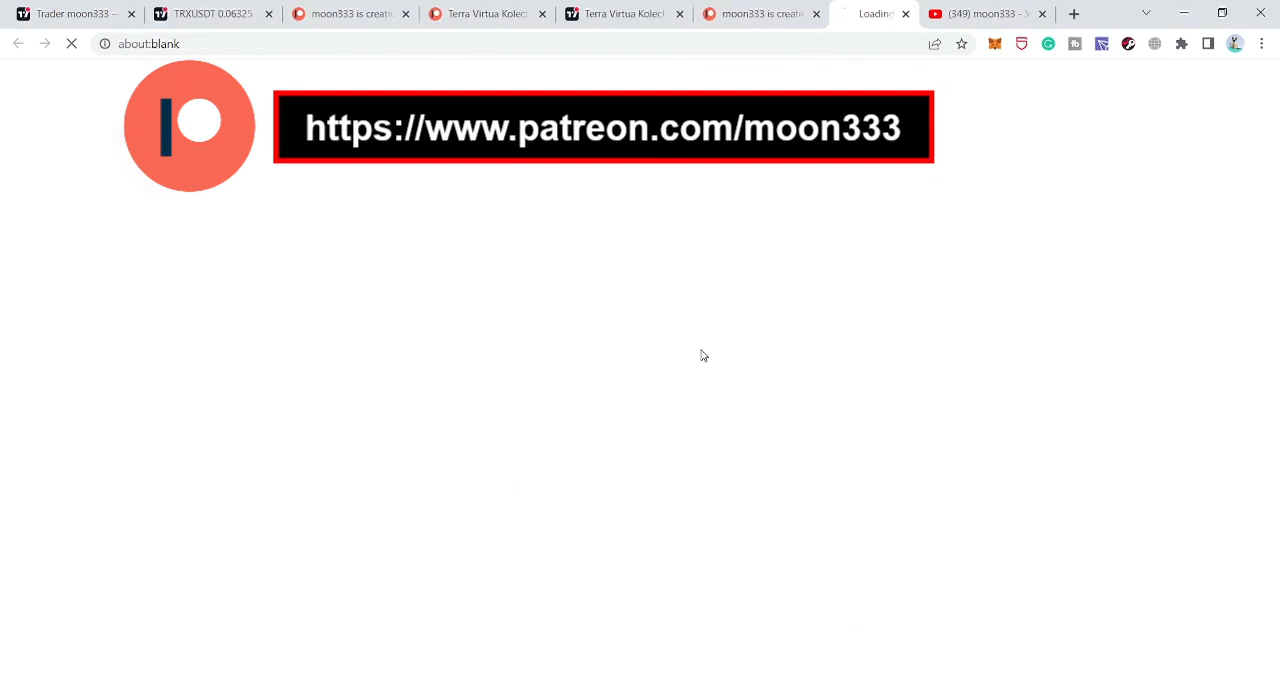 Trader moon333 —
TRXUSDT 0.06325
moon333 is creati
Terra Virtua Kolect
Terra Virtua Kolect
moon333 is creati
Loading
(349) moon333 -
about:blank
https://www.patreon.com/moon333